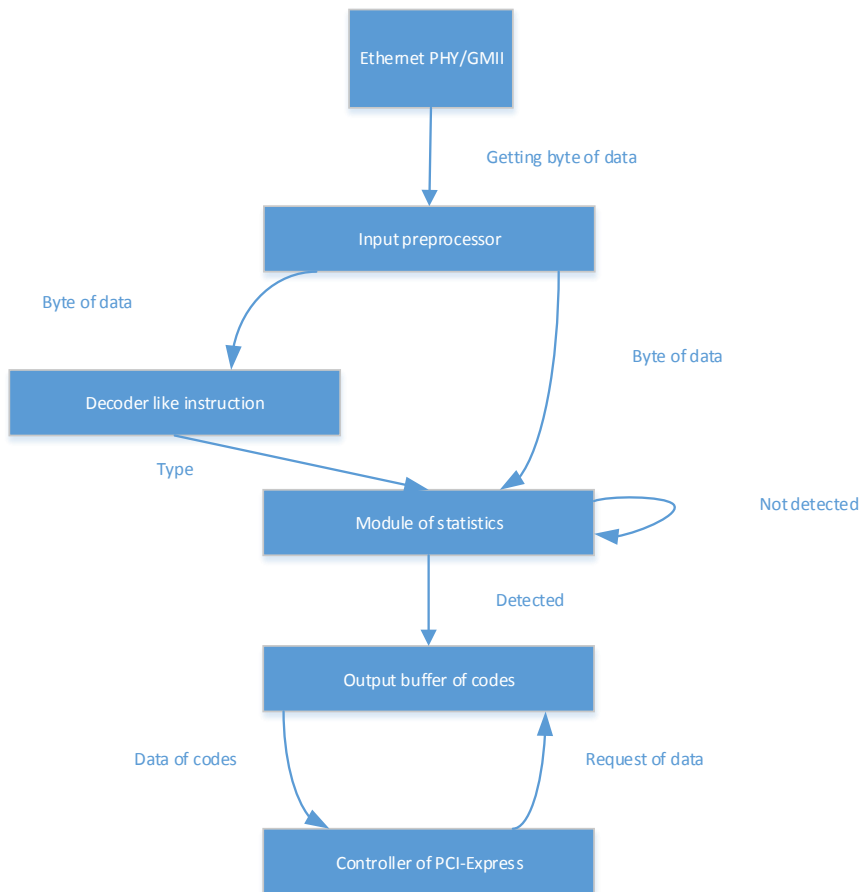 Ethernet PHY/GMII
Getting byte of data
Input preprocessor
Byte of data
Byte of data
Decoder like instruction
Type
Module of statistics
Not detected
Detected
Output buffer of codes
Data of codes
Request of data
Controller of PCI-Express